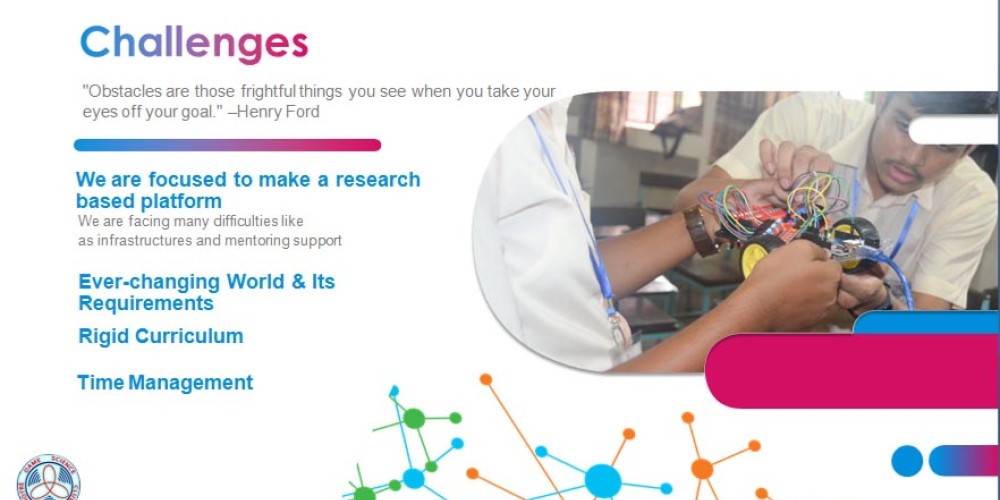 Challenges
"Obstacles are those frightful things you see when you take your
eyes off your goal." –Henry Ford
We are focused to make a research
based platform
We are facing many difficulties like
as infrastructures and mentoring support
Ever-changing World & Its
Requirements
Rigid Curriculum
Time Management
SCIENCE